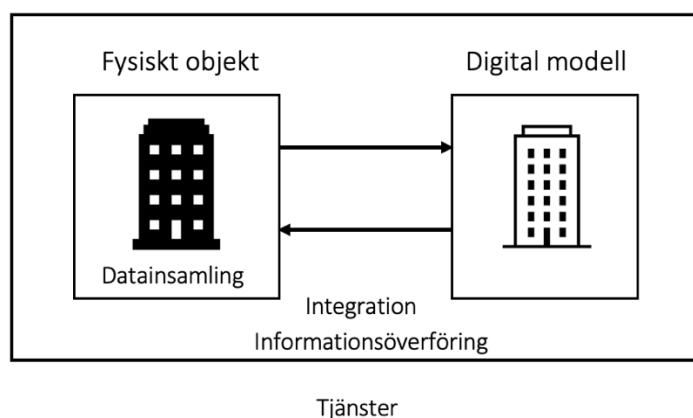 Fysiskt objekt
Digital modell
Datainsamling
Integration
Informationsöverföring
Tjänster